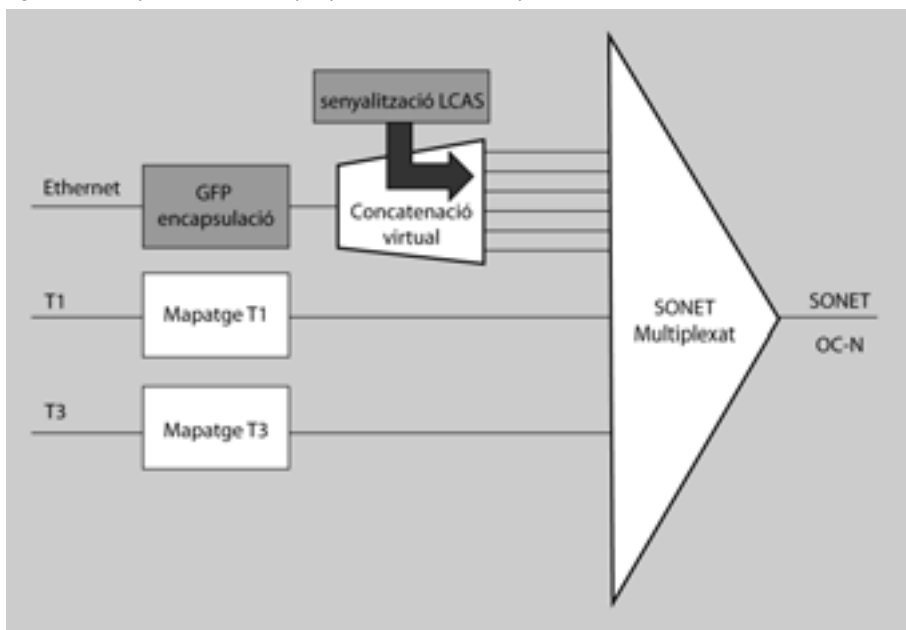 senyalització LCAS
Ethernet
GFP
encapsulació
Concatenació
virtual
T1
Mapatge T1
SONET
Multiplexat
SONET
OC-N
T3
Mapatge T3